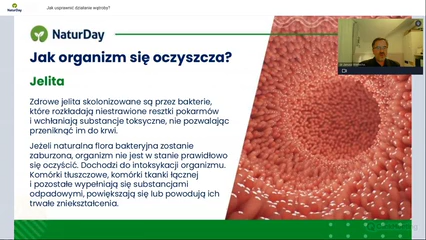 NaturDay
Jak usprawnić działanie wątroby?
NaturDay
Jak organizm się oczyszcza?
Jelita
Zdrowe jelita skolonizowane są przez bakterie,
które rozkładają niestrawione resztki pokarmów
i wchłaniają substancje toksyczne, nie pozwalając
przeniknąć im do krwi.
Jeżeli naturalna flora bakteryjna zostanie
zaburzona, organizm nie jest w stanie prawidłowo
się oczyścić. Dochodzi do intoksykacji organizmu.
Komórki tłuszczowe, komórki tkanki łącznej
i pozostałe wypełniają się substancjami
odpadowymi, powiększają się lub powodują ich
trwałe zniekształcenia.